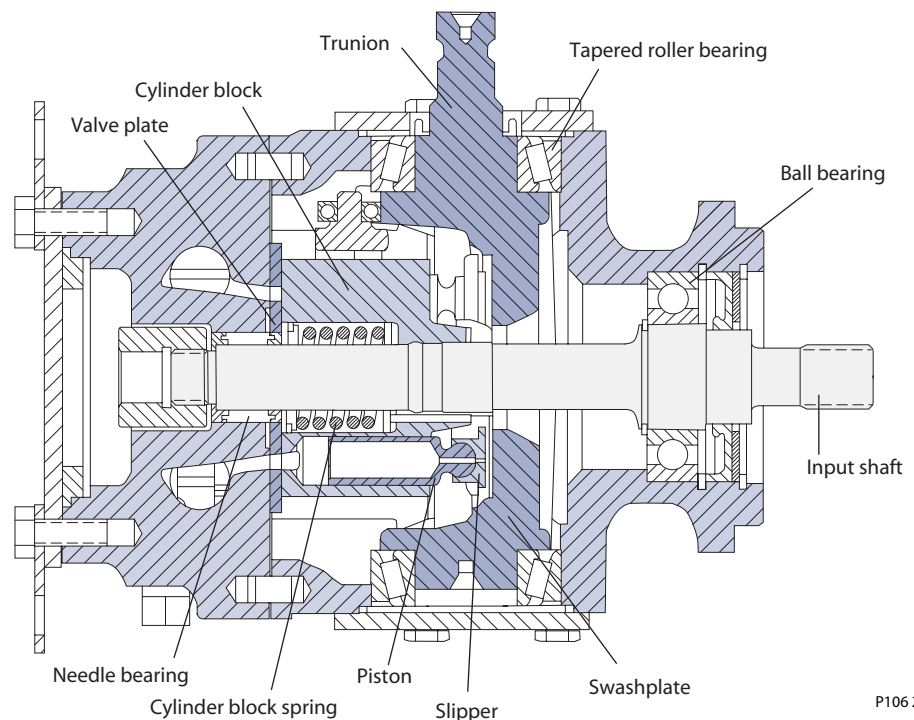 Trunion
Tapered roller bearing
Cylinder block
Valve plate
Ball bearing
Input shaft
Needle bearing
Piston
Swashplate
Cylinder block spring
Slipper
P106